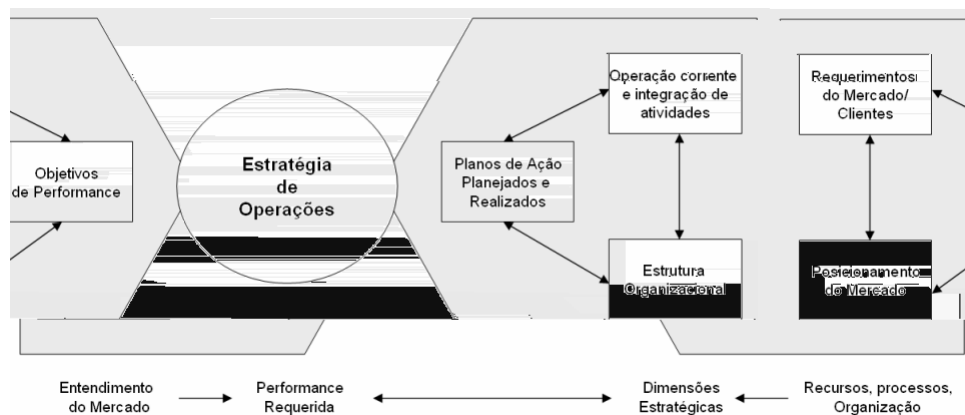 Operação corrente
e integração de
atividades
Requerimentos
do Mercado/
Clientes
Objetivos
de Performance
Estratégia
de
Operações
Planos de Ação
Planejados e
Realizados
Estrutura
Organizacional
Posicionamento
do Mercado
Entendimento
do Mercado
Performance
Requerida
Dimensões
Estratégicas
Recursos, processos,
Organização